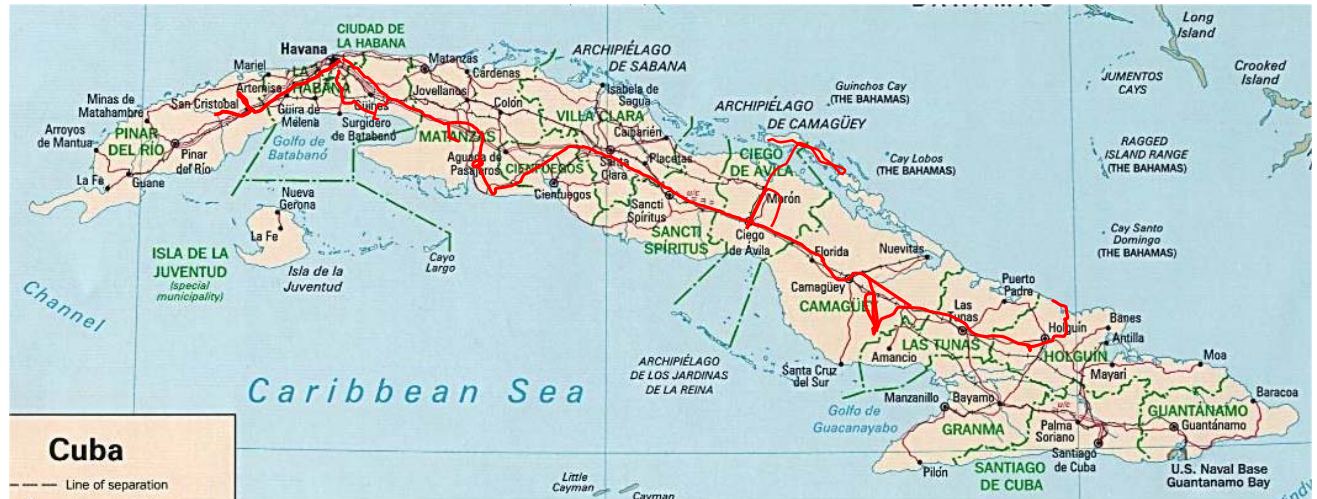 Long
Island
Crooked
Island
JUMENTOS
CAYS
Guinchos Cay
(THE BAHAMAS)
ARCHIPIÉLAGO
DE SABANA
ARCHIPIÉLAGO
DE CAMAGÜEY
RAGGED
ISLAND RANGE
(THE BAHAMAS)
Cay Lobos
(THE BAHAMAS)
Cay Santo
Domingo
(THE BAHAMAS)
CIUDAD DE
LA HABANA
Havana
Mariel
LA
HABANA
Artemisa
Matanzas
Cárdenas
Isabela de
Sagua
San Cristobal
Minas de
Matahambre
Güira de
Melena
Güines
Jovellanos
Colón
VILLA CLARA
Caibarién
Arroyos
de Mantua
PINAR
DEL RÍO
Surgidero
de Batabanó
MATANZAS
Golfo de
Batabanó
Pinar
del Río
Aguada de
Pasajeros
CIENFUEGOS
Santa
Clara
Placetas
CIEGO
DE AVILA
La Fe
Guane
Cienfuegos
Nueva
Gerona
La Fe
Sancti
Spíritus
u/c
Morón
SANCTI
SPÍRITUS
Ciego
de Avila
Florida
Nuevitas
ISLA DE LA
JUVENTUD
(special
municipality)
Isla de la
Juventud
Cayo
Largo
Channel
Camagüey
CAMAGÜEY
Puerto
Padre
Las
Tunas
Holguín
Banes
Antilla
LAS TUNAS
HOLGUÍN
Amancio
ARCHIPIÉLAGO
DE LOS JARDINAS
DE LA REINA
Santa Cruz
del Sur
Mayari
Moa
Caribbean Sea
Golfo de
Guacanayabo
Manzanillo
Bayamo
u/c
Baracoa
GUANTÁNAMO
Guantánamo
GRANMA
Palma
Soriano
Santiago
de Cuba
Pilón
SANTIAGO
DE CUBA
U.S. Naval Base
Guantanamo Bay
Cuba
Line of separation
Little
Cayman
Cayman